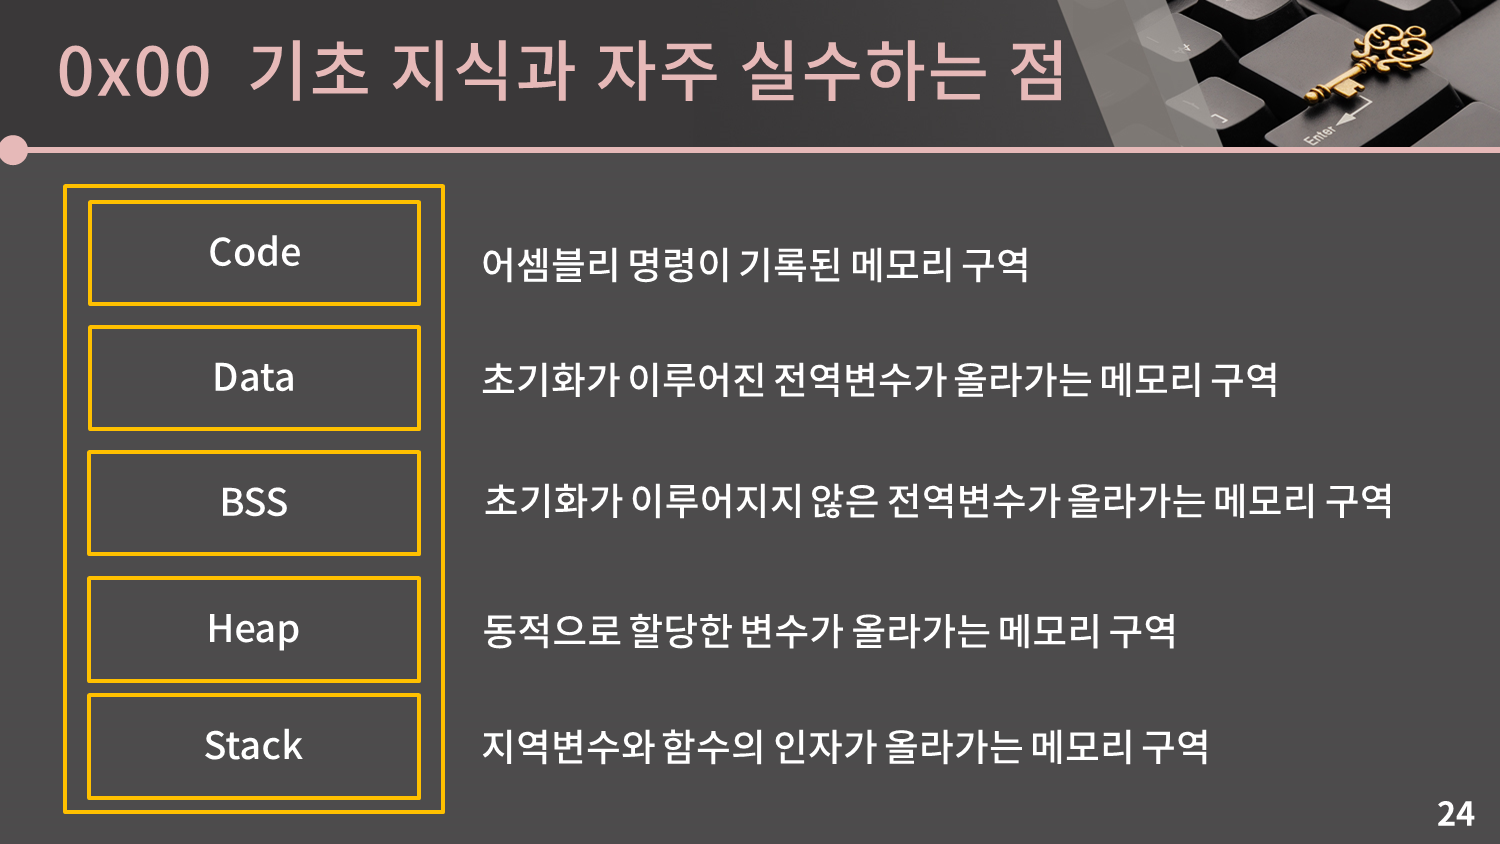 0x00 기초 지식과 자주 실수하는 점
Enter
Code
어셈블리 명령이 기록된 메모리 구역
Data
초기화가 이루어진 전역변수가 올라가는 메모리 구역
BSS
초기화가 이루어지지 않은 전역변수가 올라가는 메모리 구역
Heap
동적으로 할당한 변수가 올라가는 메모리 구역
Stack
지역변수와 함수의 인자가 올라가는 메모리 구역
24